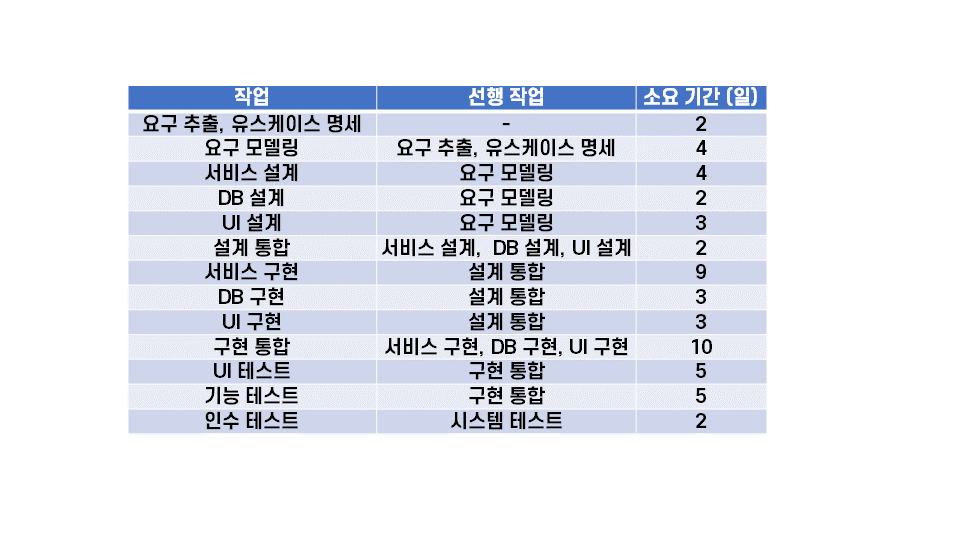 작업 선행 작업 소요 기간 (일)
요구 추출, 유스케이스 명세 - 2
요구 모델링 요구 추출, 유스케이스 명세 4
서비스 설계 요구 모델링 4
DB 설계 요구 모델링 2
UI 설계 요구 모델링 3
설계 통합 서비스 설계, DB 설계, UI 설계 2
서비스 구현 설계 통합 9
DB 구현 설계 통합 3
UI 구현 설계 통합 3
구현 통합 서비스 구현, DB 구현, UI 구현 10
UI 테스트 구현 통합 5
기능 테스트 구현 통합 5
인수 테스트 시스템 테스트 2